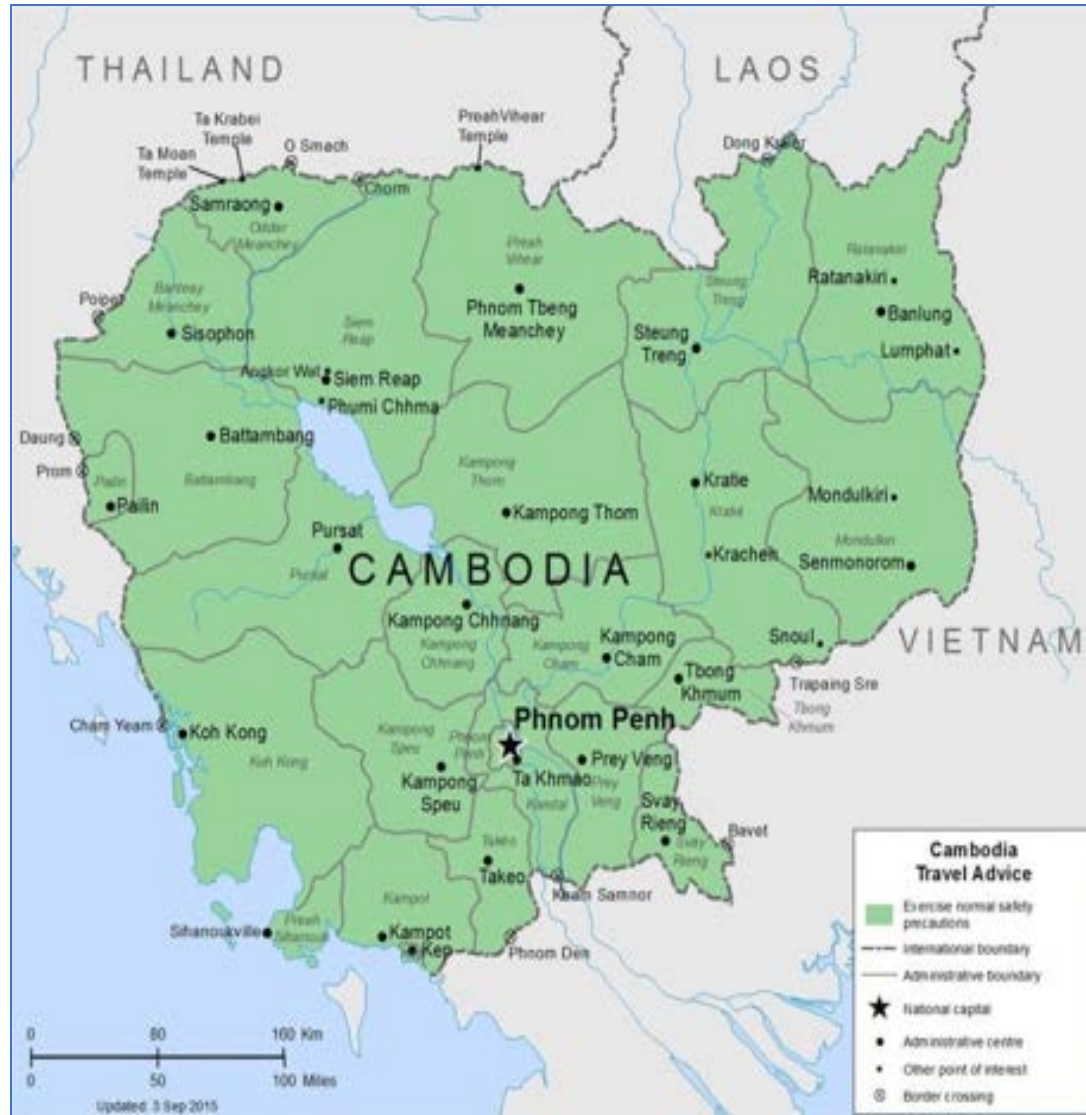 THAILAND
LAOS
Ta Krabei
Temple
O Smach
PreahVihear
Temple
Ta Moan
Temple
Dong Kralor
Chorm
Samraong
Oddar
Meanchey
Preah
Vihear
Ratanakiri
Ratanakiri
Banteay
Meanchey
Steung
Treng
Poipet
Phnom Tbeng
Meanchey
Banlung
Sisophon
Siem
Reap
Steung
Treng
Lumphat
Angkor Wat
Siem Reap
Phumi Chhma
Daung
Battambang
Prom
Pailin
Battambang
Kampong
Thom
Kratie
Mondulkiri
Pailin
Kampong Thom
Kratié
Pursat
CAMBODIA
Kracheh
Mondulkiri
Senmonorom
Pursat
Kampong Chhnang
Kampong
Chhnang
Kampong
Cham
Kampong
Cham
Snoul
VIETNAM
Tbong
Khmum
Trapaing Sre
Tbong
Khmum
Cham Yeam
Koh Kong
Koh Kong
Kampong
Speu
Phnom
Penh
Phnom Penh
Prey Veng
Kampong
Speu
Ta Khmao
Kandal
Prey
Veng
Svay
Rieng
Svay
Rieng
Bavet
Takeo
Takeo
Kaam Samnor
Kampot
Sihanoukville
Preah
Sihanouk
Kampot
Kep
Phnom Den
Cambodia
Travel Advice
Exercise normal safety
precautions
International boundary
Administrative boundary
National capital
Administrative centre
Other point of interest
Border crossing
0 80 160 Km
0 50 100 Miles
Updated: 3 Sep 2015